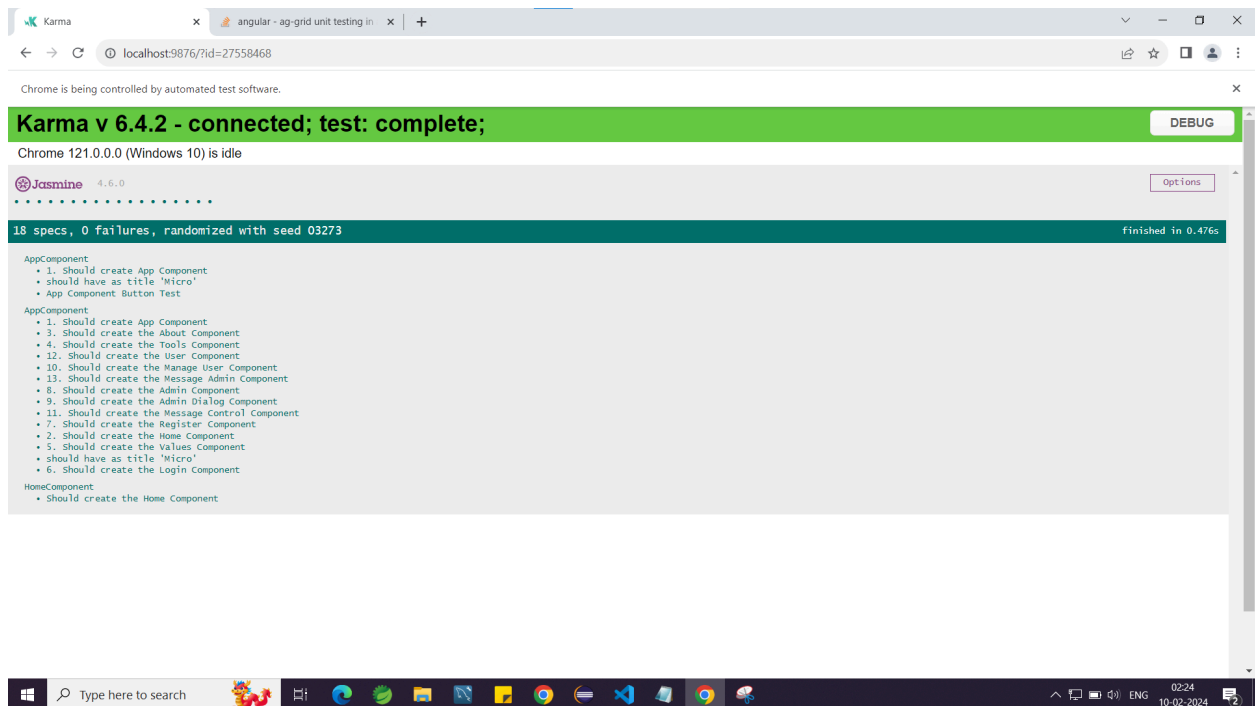 Karma
angular - ag-grid unit testing in
localhost:9876/?id=27558468
Chrome is being controlled by automated test software.
Karma v 6.4.2 - connected; test: complete;
DEBUG
Chrome 121.0.0.0 (Windows 10) is idle
Jasmine 4.6.0
Options
18 specs, 0 failures, randomized with seed 03273
finished in 0.476s
AppComponent
• 1. Should create App Component
• should have as title 'Micro'
• App Component Button Test
AppComponent
• 1. Should create App Component
• 3. Should create the About Component
• 4. Should create the Tools Component
• 12. Should create the User Component
• 10. Should create the Manage User Component
• 13. Should create the Message Admin Component
• 8. Should create the Admin Component
• 9. Should create the Admin Dialog Component
• 11. Should create the Message Control Component
• 7. Should create the Register Component
• 2. Should create the Home Component
• 5. Should create the Values Component
• should have as title 'Micro'
• 6. Should create the Login Component
HomeComponent
• Should create the Home Component
Type here to search
ENG
02:24
10-02-2024
2